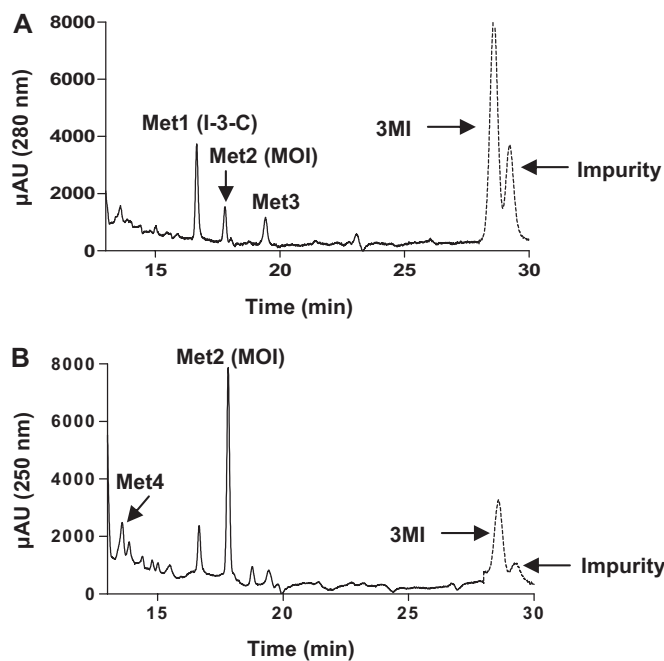 A
8000
6000
4000
2000
0
µAU (280 nm)
Met1 (I-3-C)
Met2 (MOI)
Met3
3MI
Impurity
15 20 25 30
Time (min)
B
8000
6000
4000
2000
0
µAU (250 nm)
Met2 (MOI)
Met4
3MI
Impurity
15 20 25 30
Time (min)